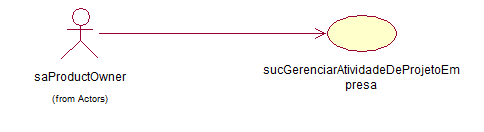 saProductOwner
(from Actors)
sucGerenciarAtividadeDeProjetoEm
presa